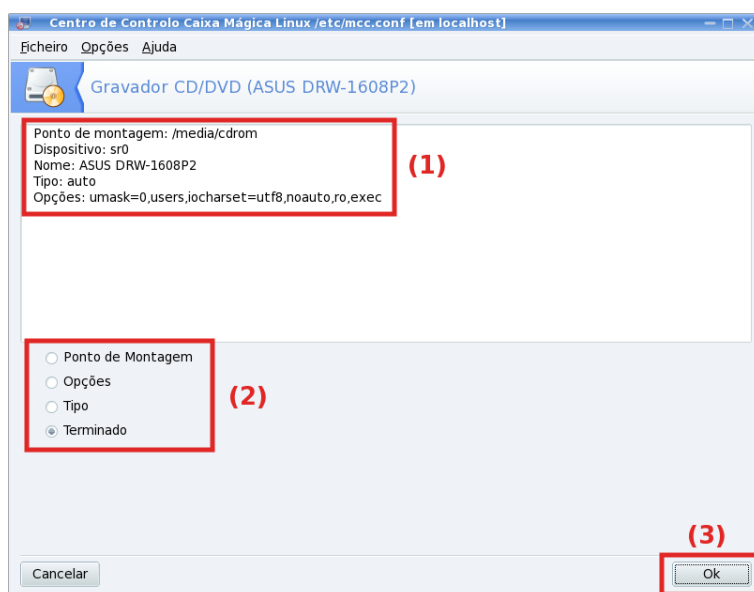 Centro de Controlo Caixa Mágica Linux /etc/mcc.conf [em localhost]
Ficheiro Opções Ajuda
Gravador CD/DVD (ASUS DRW-1608P2)
Ponto de montagem: /media/cdrom
Dispositivo: sr0
Nome: ASUS DRW-1608P2
Tipo: auto
Opções: umask=0,users,iocharset=utf8,noauto,ro,exec
(1)
Ponto de Montagem
Opções
(2)
Tipo
Terminado
(3)
Cancelar
Ok